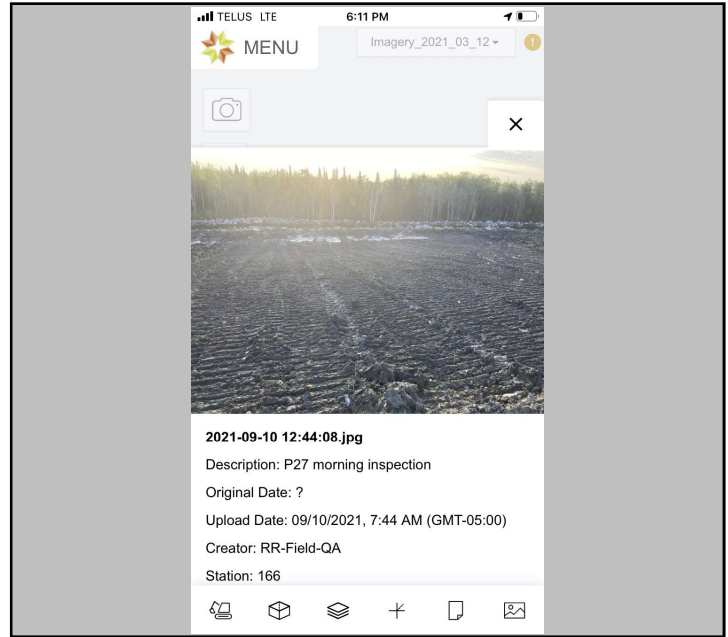 TELUS LTE 6:11 PM
MENU
Imagery_2021_03_12
!
2021-09-10 12:44:08.jpg
Description: P27 morning inspection
Original Date: ?
Upload Date: 09/10/2021, 7:44 AM (GMT-05:00)
Creator: RR-Field-QA
Station: 166